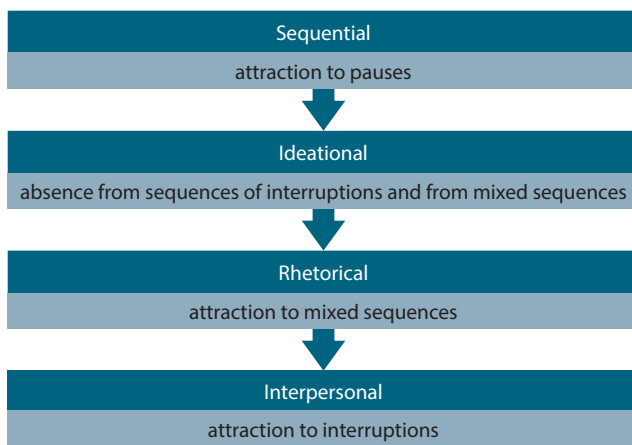 Sequential
attraction to pauses
Ideational
absence from sequences of interruptions and from mixed sequences
Rhetorical
attraction to mixed sequences
Interpersonal
attraction to interruptions